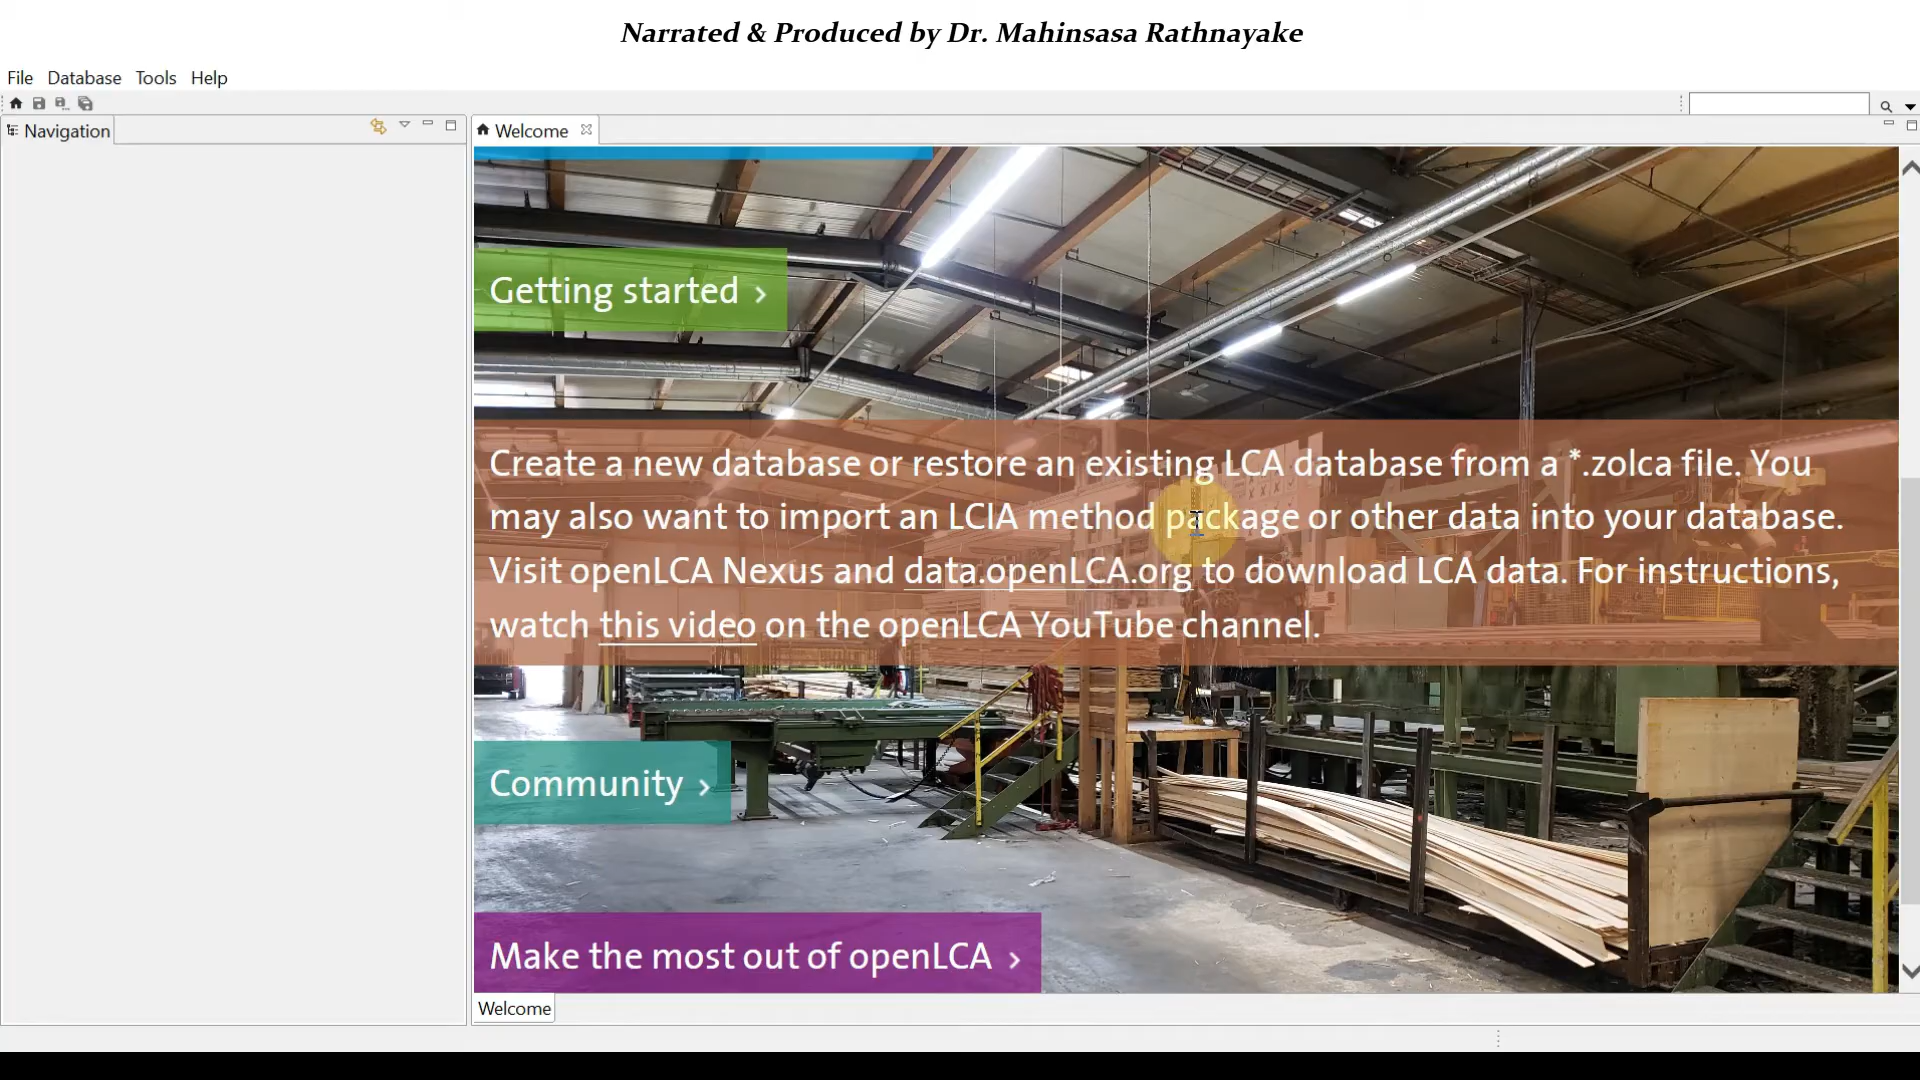 Narrated & Produced by Dr. Mahinsasa Rathnayake
File Database Tools Help
Navigation
Welcome
Getting started >
Create a new database or restore an existing LCA database from a *.zolca file. You
may also want to import an LCIA method package or other data into your database.
Visit openLCA Nexus and data.openLCA.org to download LCA data. For instructions,
watch this video on the openLCA YouTube channel.
Community >
Make the most out of openLCA >
Welcome